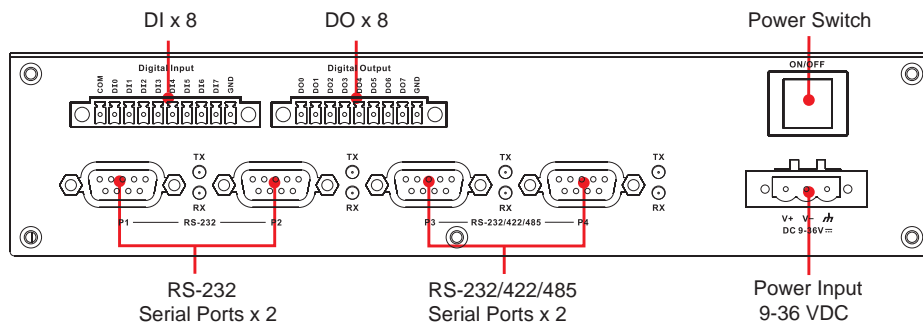 DI x 8
DO x 8
Power Switch
Digital Input
COM DI0 DI1 DI2 DI3 DI4 DI5 DI6 DI7 GND
Digital Output
DO0 DO1 DO2 DO3 DO4 DO5 DO6 DO7 GND
ON/OFF
TX
TX
TX
TX
RX
RX
RX
RX
P1 RS-232 P2
P3 RS-232/422/485 P4
V+ V-
DC 9-36V
RS-232
Serial Ports x 2
RS-232/422/485
Serial Ports x 2
Power Input
9-36 VDC